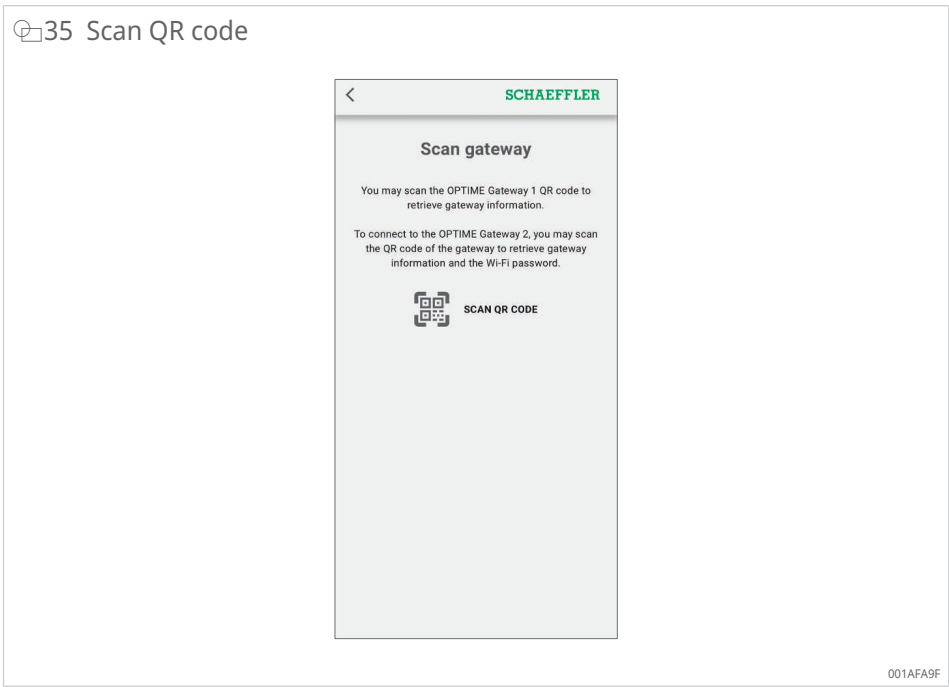 35 Scan QR code
SCHAEFFLER
Scan gateway
You may scan the OPTIME Gateway 1 QR code to
retrieve gateway information.
To connect to the OPTIME Gateway 2, you may scan
the QR code of the gateway to retrieve gateway
information and the Wi-Fi password.
SCAN QR CODE
001AFA9F